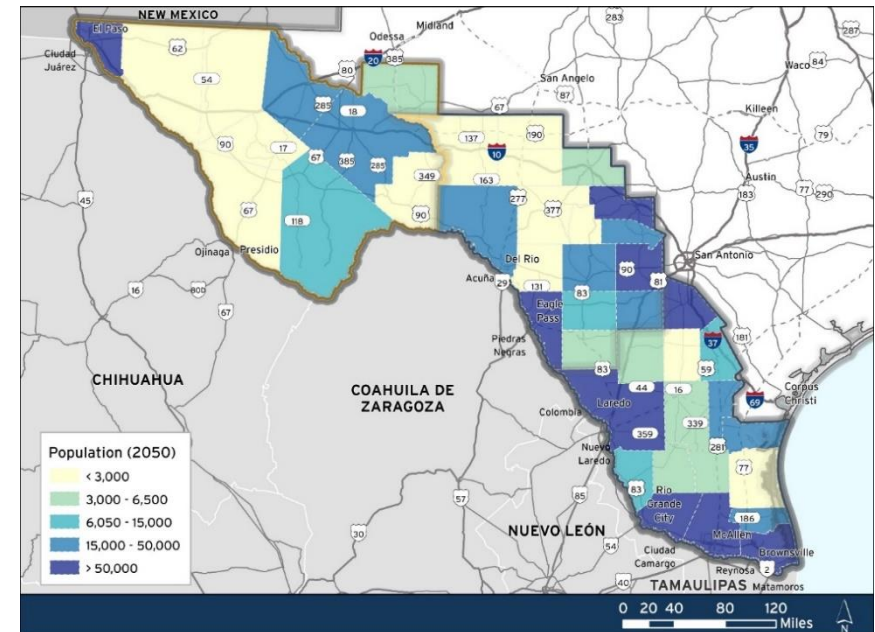 NEW MEXICO
El Paso
Ciudad
Juárez
62
54
Odessa
Midland
20
385
80
283
287
Waco
84
San Angelo
87
67
Killeen
79
35
Austin
183
77
290
285
18
137
190
10
90
17
67
385
285
349
163
277
377
118
90
67
45
Ojinaga
Presidio
16
800
67
Del Rio
Acuña
29
131
90
81
San Antonio
83
Eagle
Pass
Piedras
Negras
37
181
59
83
44
16
Corpus
Christi
69
CHIHUAHUA
COAHUILA DE
ZARAGOZA
Colombia
Laredo
359
339
281
Nuevo
Laredo
77
83
Rio
Grande
City
186
57
85
NUEVO LEÓN
30
54
Ciudad
Camargo
McAllen
Brownsville
Reynosa
2
40
TAMAULIPAS
Matamoros
Population (2050)
< 3,000
3,000 - 6,500
6,050 - 15,000
15,000 - 50,000
> 50,000
0 20 40 80 120
Miles
N